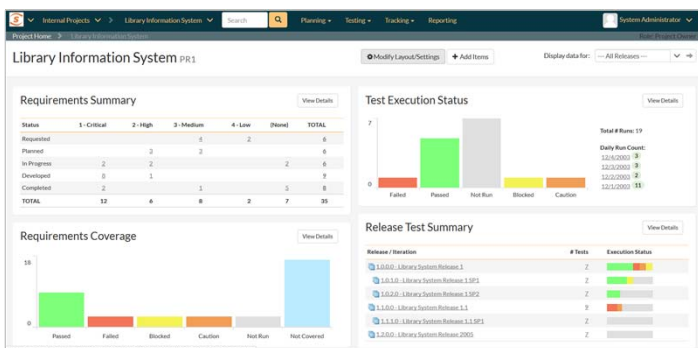 Internal Projects Library Information System Search Planning Testing Tracking Reporting System Administrator
Project Home Library Information System Role: Project Owner
Library Information System PR1
Modify Layout/Settings + Add Items Display data for: --- All Releases ---
Requirements Summary View Details
Status 1 - Critical 2 - High 3 - Medium 4 - Low (None) TOTAL
Requested 4 2 6
Planned 3 6
In Progress 2 2 2 6
Developed 8 1 9
Completed 2 1 5 8
TOTAL 12 6 8 2 7 35
Requirements Coverage View Details
16
0
Passed Failed Blocked Caution Not Run Not Covered
Test Execution Status View Details
7
0
Failed Passed Not Run Blocked Caution
Total # Runs: 19
Daily Run Count:
12/4/2003 3
12/3/2003 3
12/2/2003 2
12/1/2003 11
Release Test Summary View Details
Release / Iteration # Tests Execution Status
1.0.0.0 - Library System Release 1 7
1.0.1.0 - Library System Release 1 SP1 7
1.0.2.0 - Library System Release 1 SP2 7
1.1.0.0 - Library System Release 1.1
1.1.1.0 - Library System Release 1.1 SP1 7
1.2.0.0 - Library System Release 2005 7